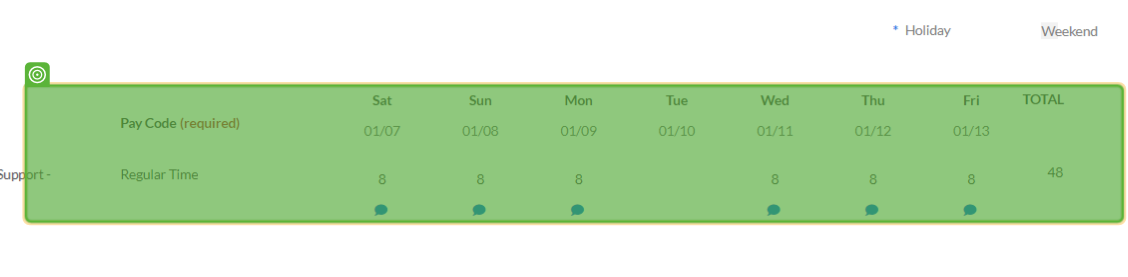 * Holiday Weekend
Sat Sun Mon Tue Wed Thu Fri TOTAL
Pay Code (required)
01/07 01/08 01/09 01/10 01/11 01/12 01/13
Support - Regular Time 8 8 8 8 8 8 48